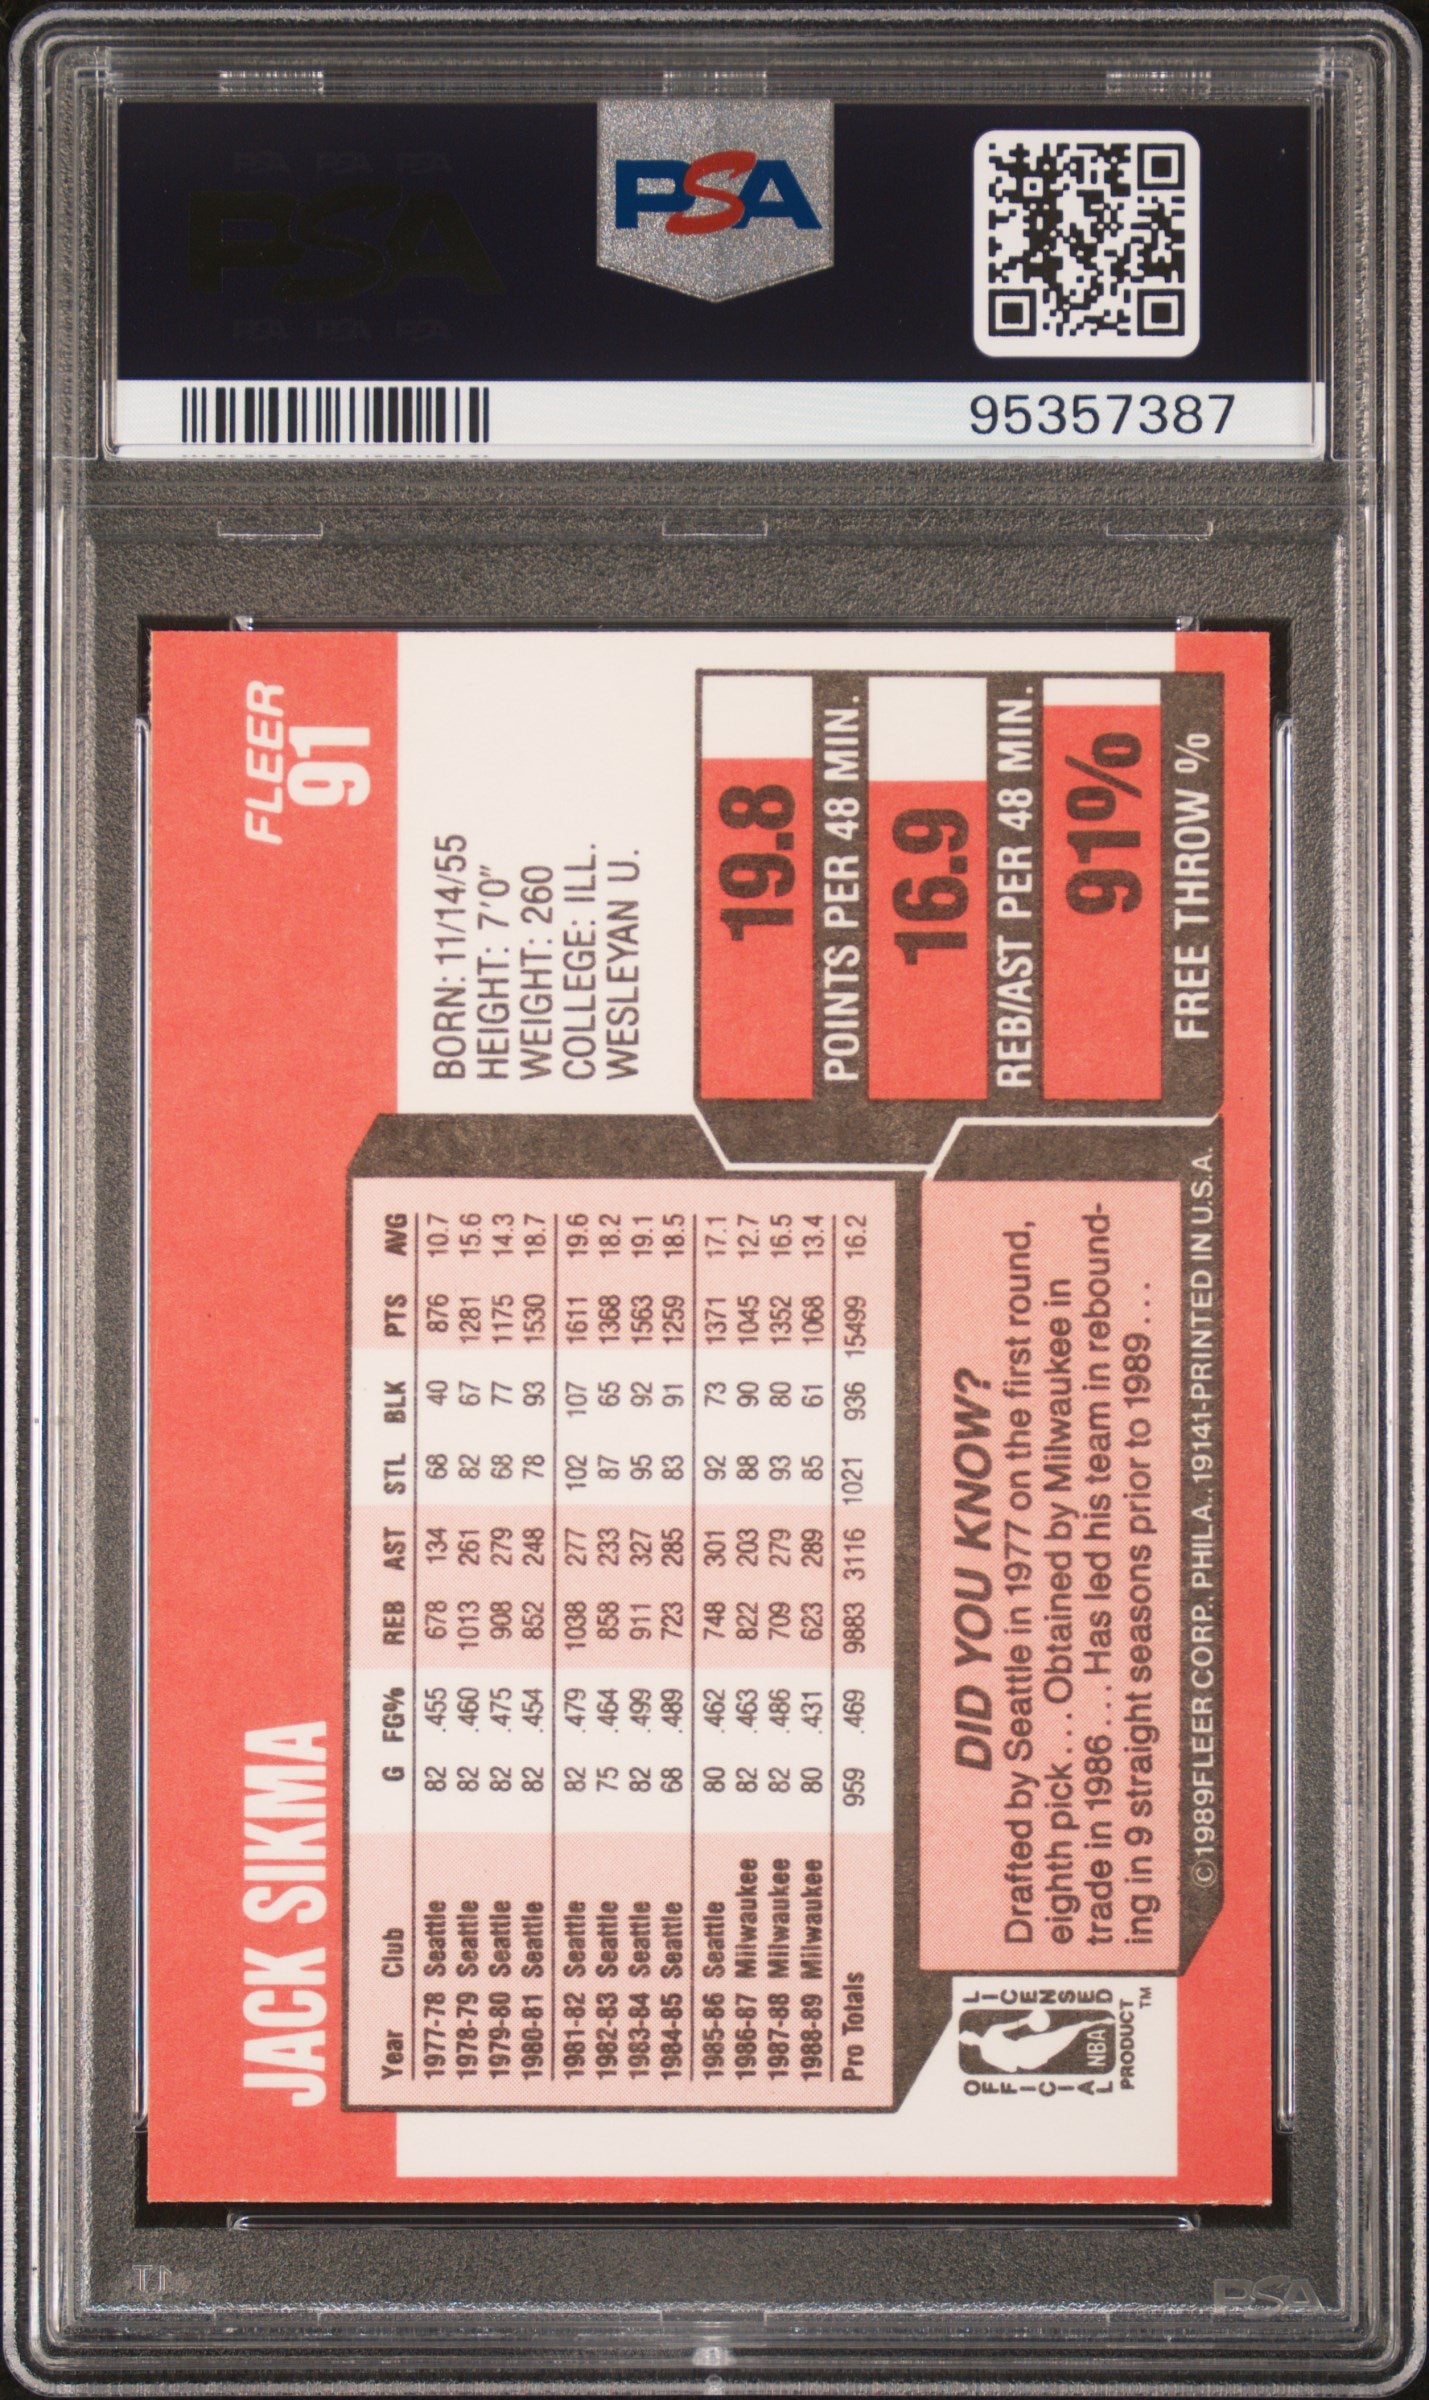 PSA
95357387
FLEER
91
JACK SIKMA
BORN: 11/14/55
HEIGHT: 7'0"
WEIGHT: 260
COLLEGE: ILL.
WESLEYAN U.
Year Club G FG% REB AST STL BLK PTS AVG
1977-78 Seattle 82 .455 678 134 68 40 876 10.7
1978-79 Seattle 82 .460 1013 261 82 67 1281 15.6
1979-80 Seattle 82 .475 908 279 68 77 1175 14.3
1980-81 Seattle 82 .454 852 248 78 93 1530 18.7
1981-82 Seattle 82 .479 1038 277 102 107 1611 19.6
1982-83 Seattle 75 .464 858 233 87 65 1368 18.2
1983-84 Seattle 82 .499 911 327 95 92 1563 19.1
1984-85 Seattle 68 .489 723 285 83 91 1259 18.5
1985-86 Seattle 80 .462 748 301 92 73 1371 17.1
1986-87 Milwaukee 82 .463 822 203 88 90 1045 12.7
1987-88 Milwaukee 82 .486 709 279 93 80 1352 16.5
1988-89 Milwaukee 80 .431 623 289 85 61 1068 13.4
Pro Totals 959 .469 9883 3116 1021 936 15499 16.2
19.8
POINTS PER 48 MIN.
16.9
REB/AST PER 48 MIN.
91%
FREE THROW %
DID YOU KNOW?
Drafted by Seattle in 1977 on the first round,
eighth pick... Obtained by Milwaukee in
trade in 1986... Has led his team in rebound-
ing in 9 straight seasons prior to 1989...
OFFICIAL LICENSED
NBA
PRODUCT TM
©1989 FLEER CORP., PHILA., 19141-PRINTED IN U.S.A.
PSA